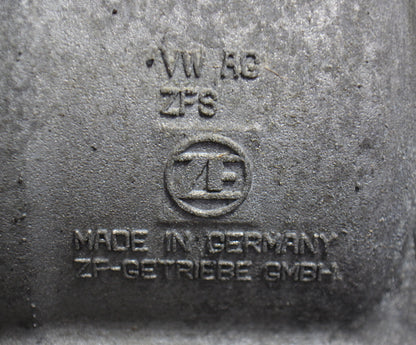 VW AG
ZFS
ZF
MADE IN GERMANY
ZF-GETRIEBE GMBH